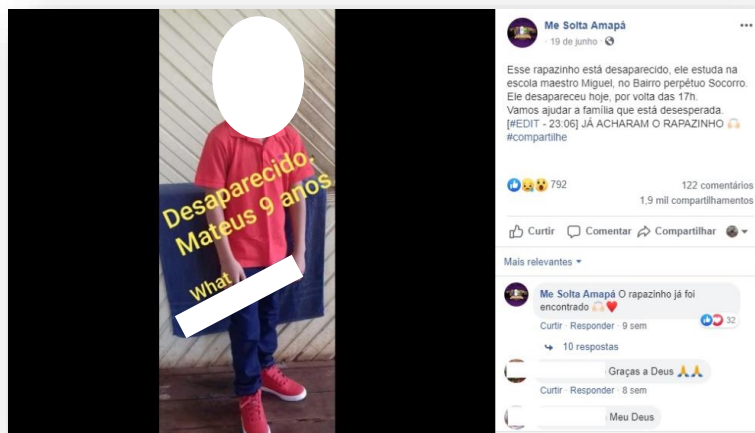 Desaparecido.
Mateus 9 anos
What
Me Solta Amapá
19 de junho
Esse rapazinho está desaparecido, ele estuda na
escola maestro Miguel, no Bairro perpétuo Socorro.
Ele desapareceu hoje, por volta das 17h.
Vamos ajudar a família que está desesperada.
[#EDIT - 23:06] JÁ ACHARAM O RAPAZINHO 🙌🏻
#compartilhe
792
122 comentários
1,9 mil compartilhamentos
Curtir Comentar Compartilhar
Mais relevantes
Me Solta Amapá O rapazinho já foi
encontrado 🙌🏻❤️
32
Curtir · Responder · 9 sem
10 respostas
Graças a Deus 🙏🙏
Curtir · Responder · 8 sem
Meu Deus